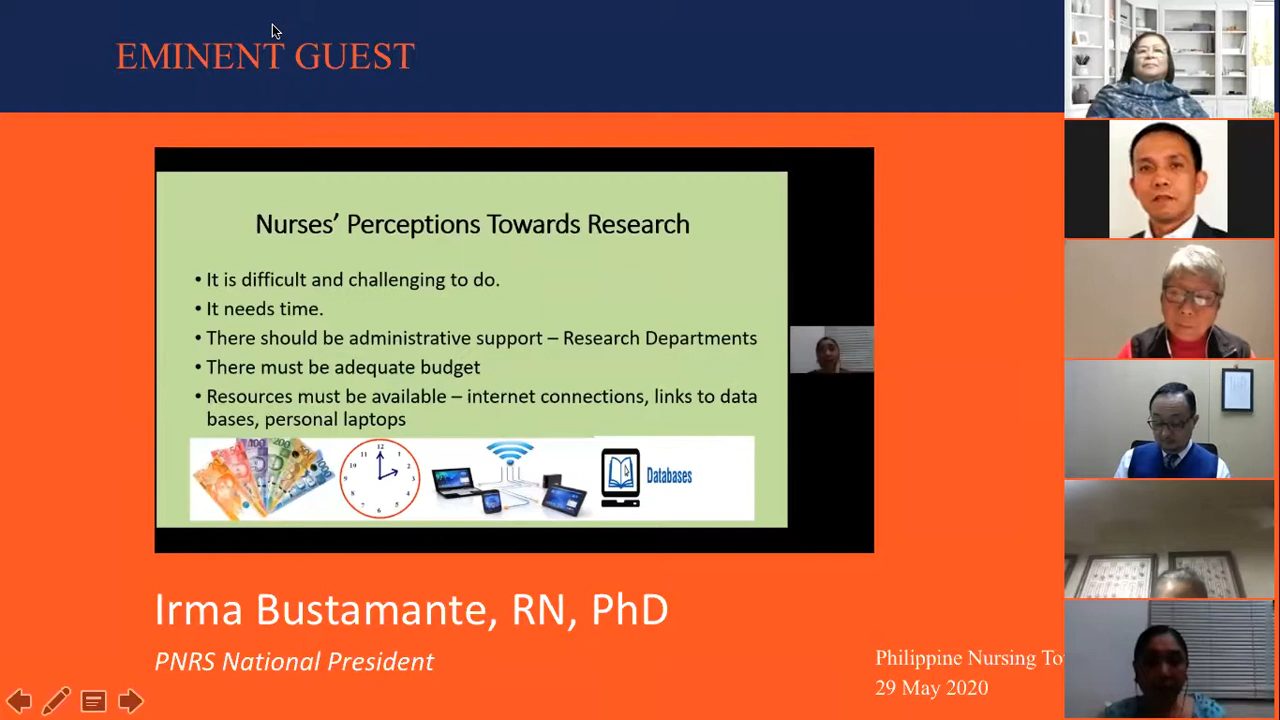 EMINENT GUEST
Nurses' Perceptions Towards Research
• It is difficult and challenging to do.
• It needs time.
• There should be administrative support – Research Departments
• There must be adequate budget
• Resources must be available – internet connections, links to data
bases, personal laptops
Databases
Irma Bustamante, RN, PhD
PNRS National President
Philippine Nursing To
29 May 2020